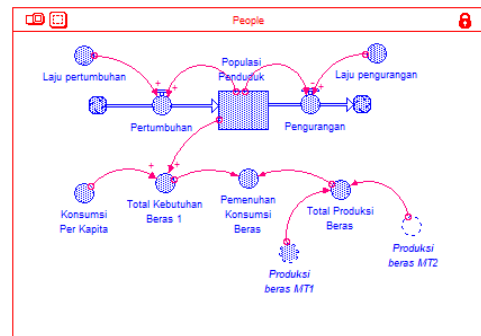 People
Populasi
Penduduk
Laju pertumbuhan
Laju pengurangan
Pertumbuhan
Pengurangan
Konsumsi
Per Kapita
Total Kebutuhan
Beras 1
Pemenuhan
Konsumsi
Beras
Total Produksi
Beras
Produksi
beras MT1
Produksi
beras MT2